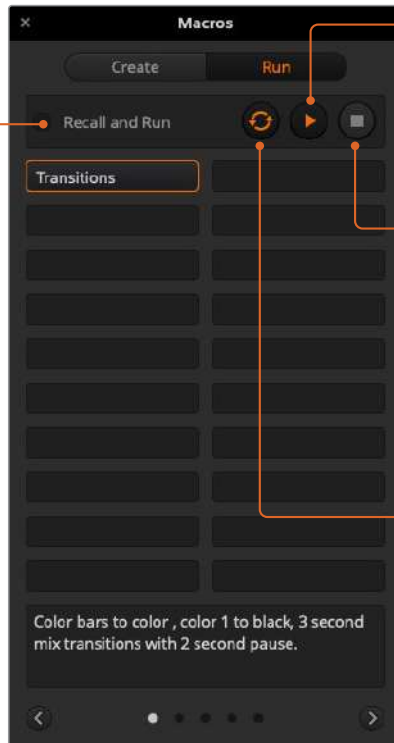 Macros
Create
Run
Recall and Run
Transitions
Color bars to color , color 1 to black, 3 second
mix transitions with 2 second pause.